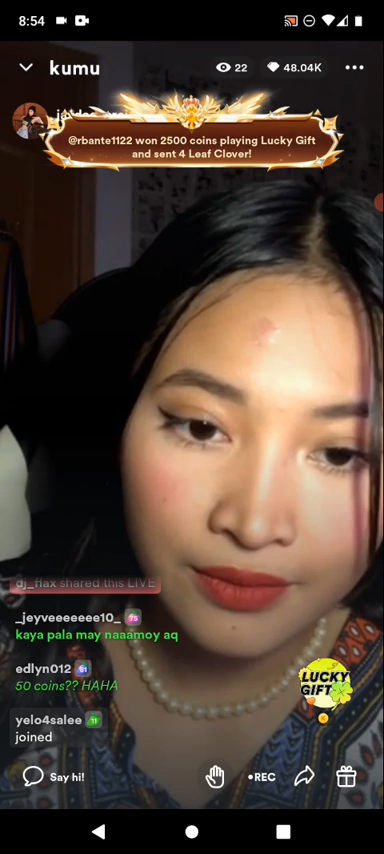 8:54
kumu
22
48.04K
@rbante1122 won 2500 coins playing Lucky Gift
and sent 4 Leaf Clover!
dj_flax shared this LIVE
_jeyveeeeeee10_ 75
kaya pala may naaamoy aq
edlyn012
50 coins?? HAHA
LUCKY
GIFT
yelo4salee 11
joined
Say hi!
•REC